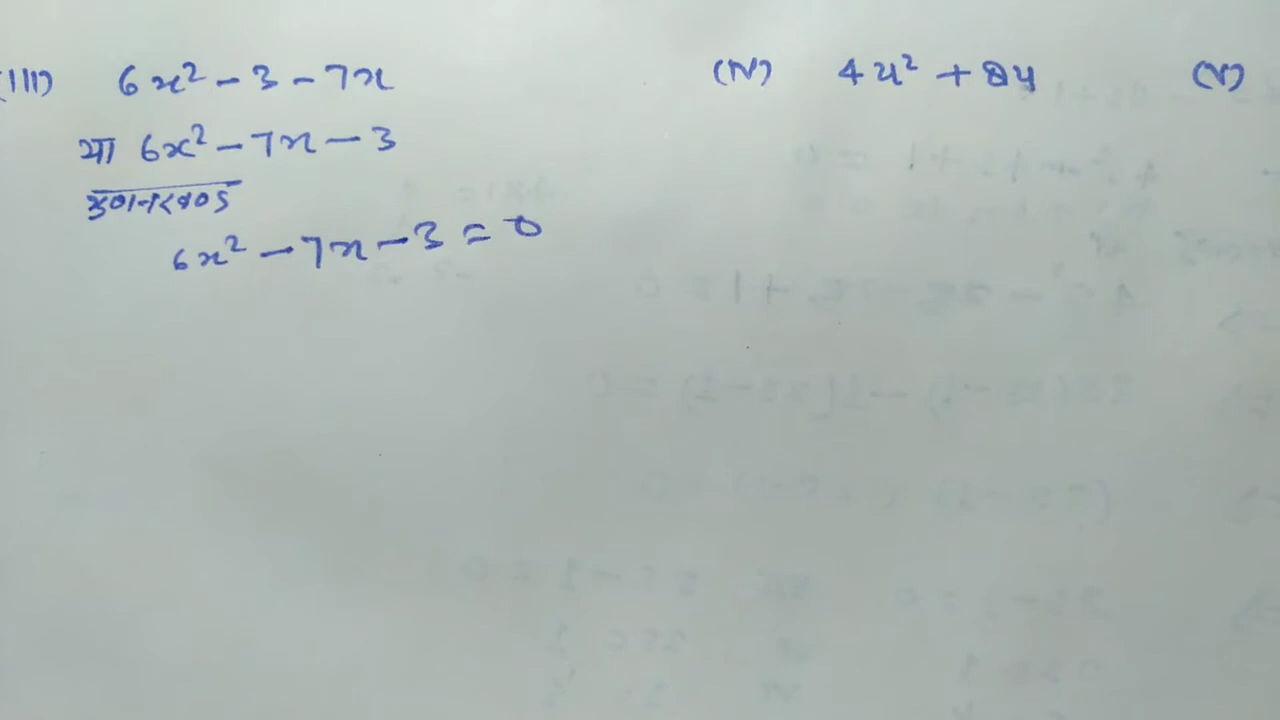 (III) 6x² - 3 - 7x
या 6x² - 7x - 3
गुणनखण्ड
6x² - 7x - 3 = 0
(IV) 4u² + 8u
(V)